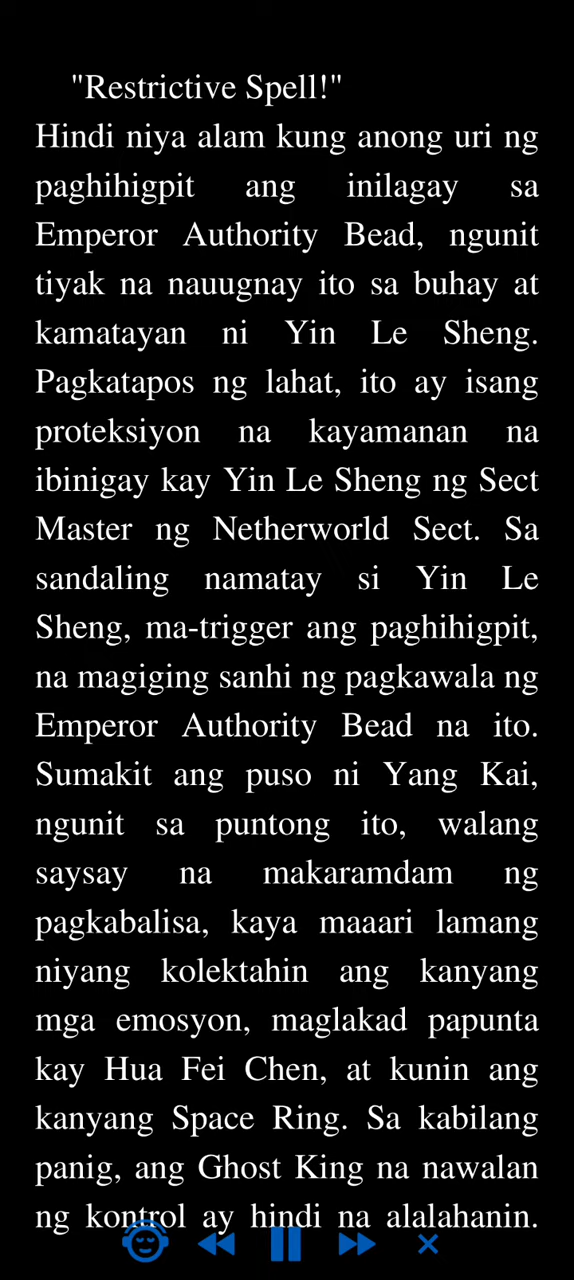 "Restrictive Spell!"
Hindi niya alam kung anong uri ng
paghihigpit ang inilagay sa
Emperor Authority Bead, ngunit
tiyak na nauugnay ito sa buhay at
kamatayan ni Yin Le Sheng.
Pagkatapos ng lahat, ito ay isang
proteksiyon na kayamanan na
ibinigay kay Yin Le Sheng ng Sect
Master ng Netherworld Sect. Sa
sandaling namatay si Yin Le
Sheng, ma-trigger ang paghihigpit,
na magiging sanhi ng pagkawala ng
Emperor Authority Bead na ito.
Sumakit ang puso ni Yang Kai,
ngunit sa puntong ito, walang
saysay na makaramdam ng
pagkabalisa, kaya maaari lamang
niyang kolektahin ang kanyang
mga emosyon, maglakad papunta
kay Hua Fei Chen, at kunin ang
kanyang Space Ring. Sa kabilang
panig, ang Ghost King na nawalan
ng kontrol ay hindi na alalahanin.